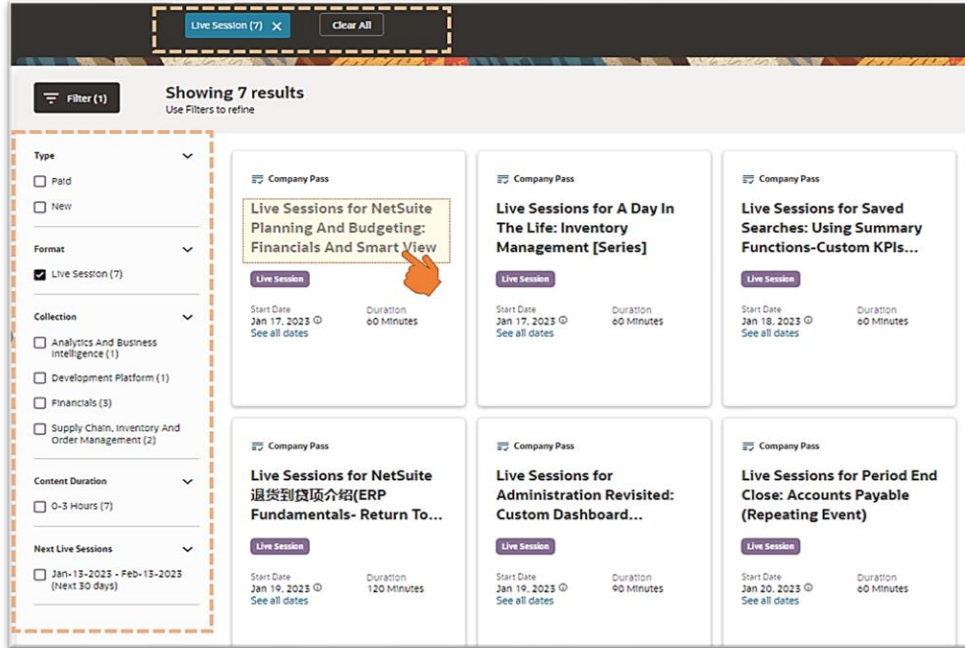 Live Session (7) X
Clear All
Filter (1)
Showing 7 results
Use Filters to refine
Type
Paid
New
Format
Live Session (7)
Collection
Analytics And Business
Intelligence (1)
Development Platform (1)
Financials (3)
Supply Chain, Inventory And
Order Management (2)
Content Duration
0-3 Hours (7)
Next Live Sessions
Jan-13-2023 - Feb-13-2023
(Next 30 days)
Company Pass
Live Sessions for NetSuite
Planning And Budgeting:
Financials And Smart View
Live Session
Start Date
Duration
Jan 17, 2023
60 Minutes
See all dates
Company Pass
Live Sessions for A Day In
The Life: Inventory
Management [Series]
Live Session
Start Date
Duration
Jan 17, 2023
60 Minutes
See all dates
Company Pass
Live Sessions for Saved
Searches: Using Summary
Functions-Custom KPIs...
Live Session
Start Date
Duration
Jan 18, 2023
60 Minutes
See all dates
Company Pass
Live Sessions for NetSuite
退货到贷项介绍(ERP
Fundamentals- Return To...
Live Session
Start Date
Duration
Jan 19, 2023
120 Minutes
See all dates
Company Pass
Live Sessions for
Administration Revisited:
Custom Dashboard...
Live Session
Start Date
Duration
Jan 19, 2023
90 Minutes
See all dates
Company Pass
Live Sessions for Period End
Close: Accounts Payable
(Repeating Event)
Live Session
Start Date
Duration
Jan 20, 2023
60 Minutes
See all dates